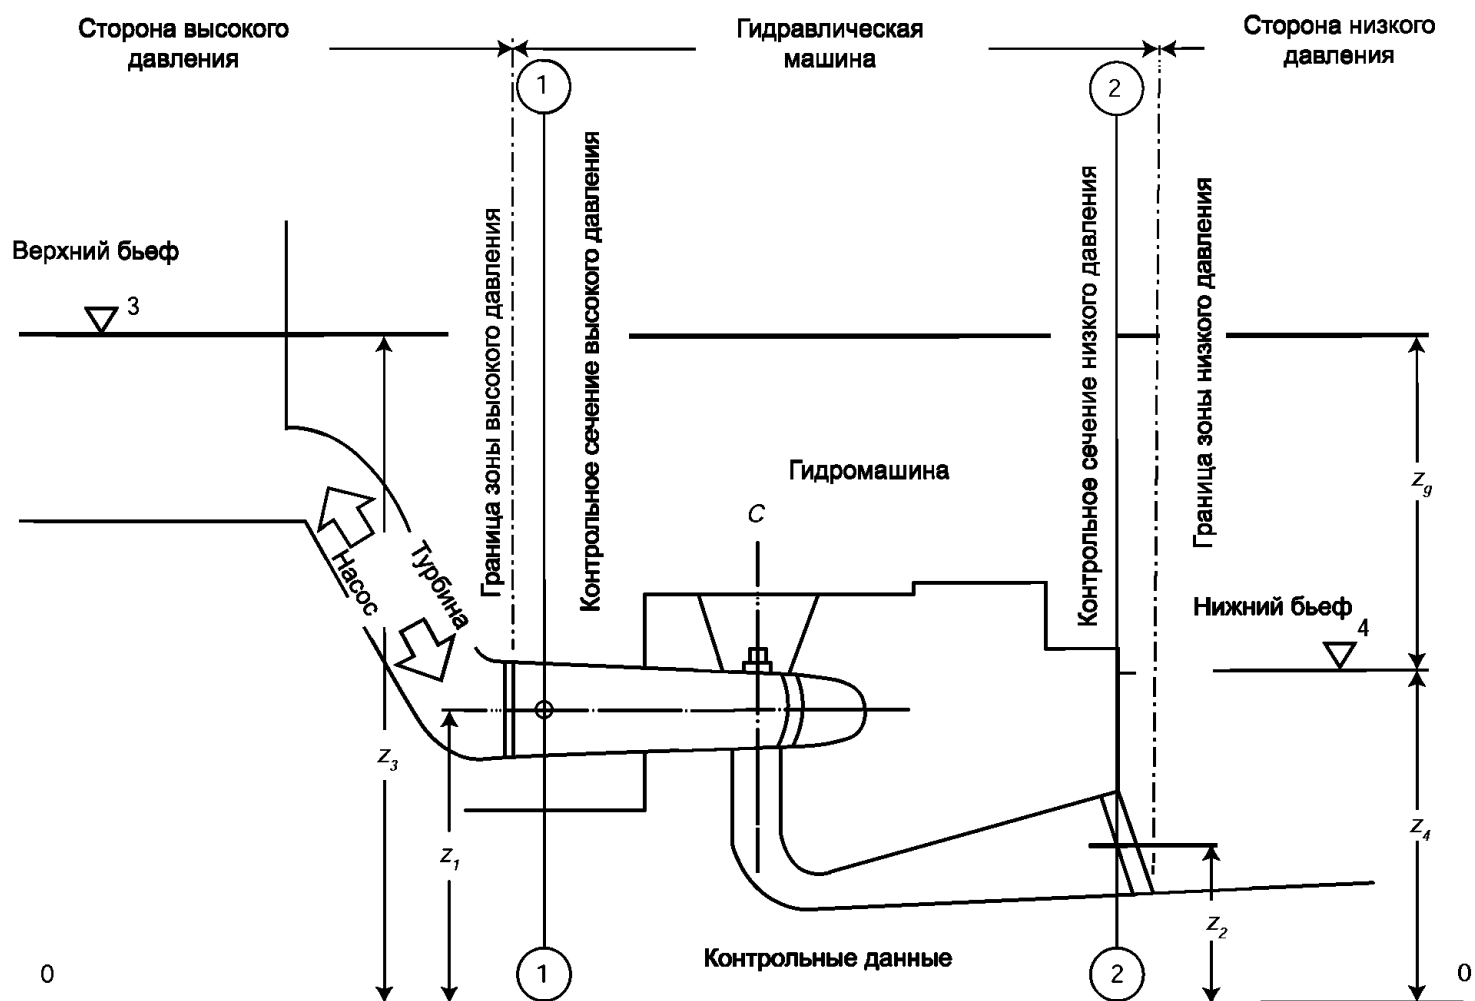 Сторона высокого
давления
Гидравлическая
машина
Сторона низкого
давления
1
2
Верхний бьеф
3
Граница зоны высокого давления
Контрольное сечение высокого давления
Контрольное сечение низкого давления
Граница зоны низкого давления
Гидромашина
C
z_g
Насос
Турбина
Нижний бьеф
4
z_3
z_1
z_4
z_2
Контрольные данные
0
1
2
0